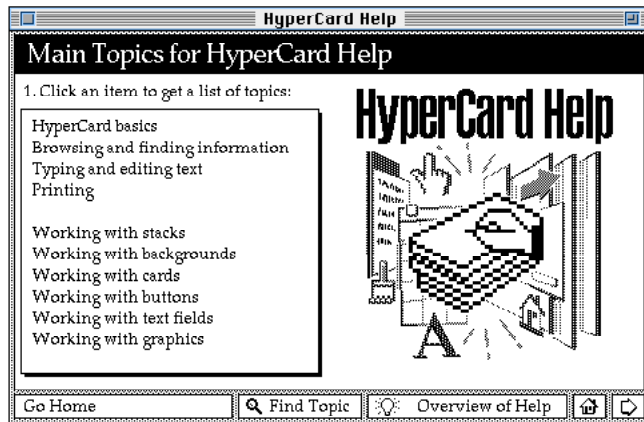 HyperCard Help
Main Topics for HyperCard Help
1. Click an item to get a list of topics:
HyperCard basics
Browsing and finding information
Typing and editing text
Printing
Working with stacks
Working with backgrounds
Working with cards
Working with buttons
Working with text fields
Working with graphics
HyperCard Help
A
Go Home
Find Topic
Overview of Help